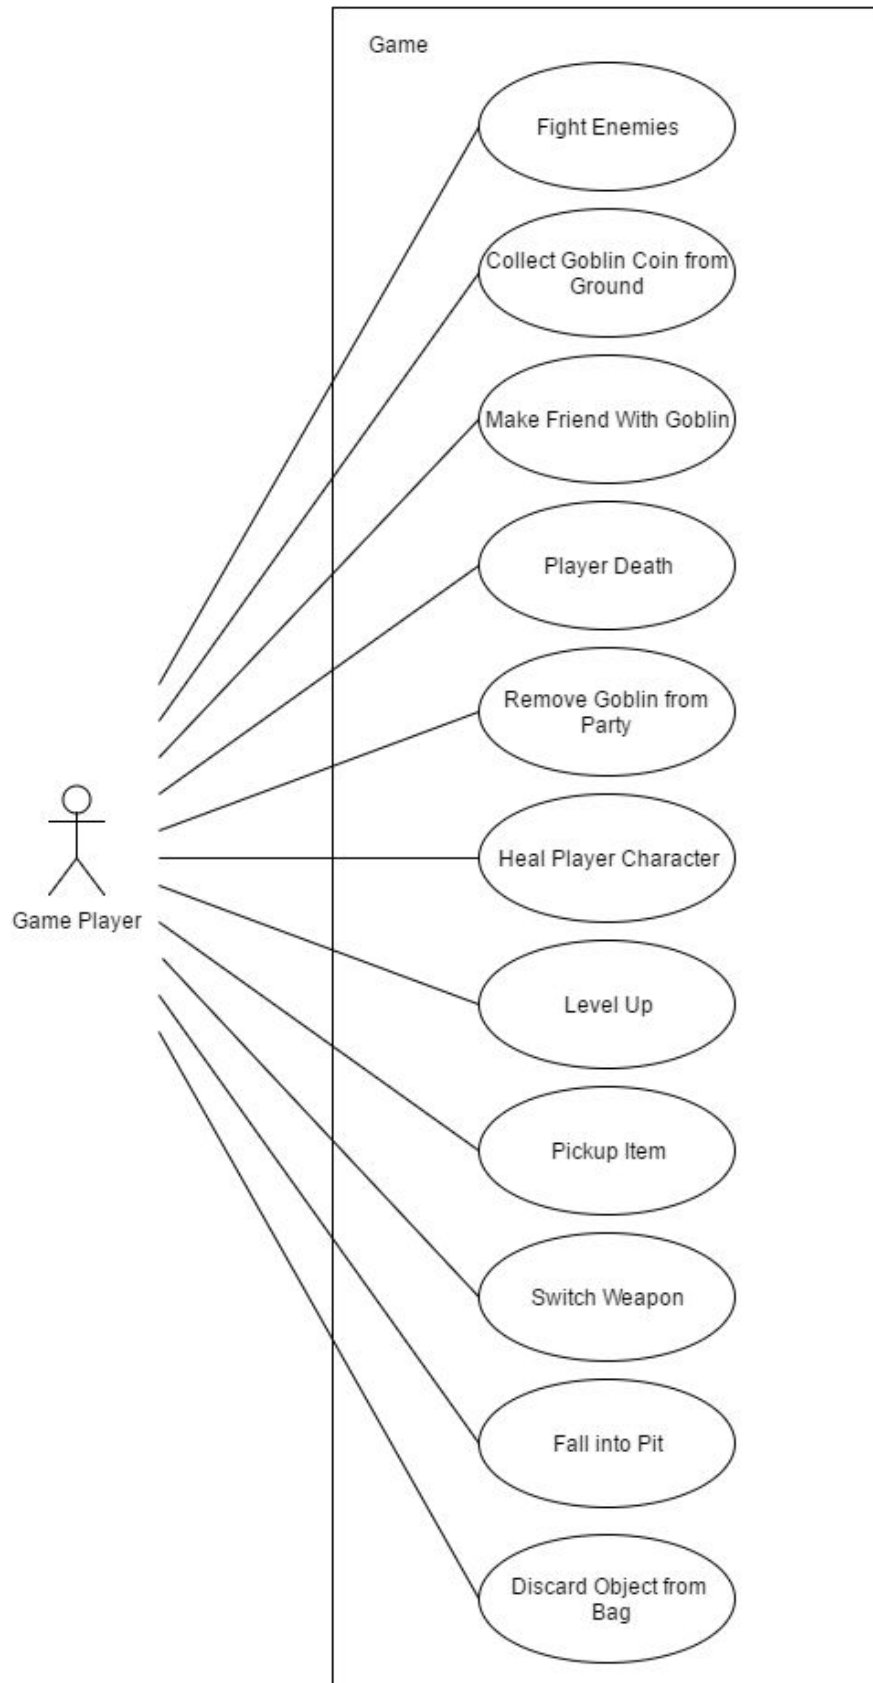 Game
Fight Enemies
Collect Goblin Coin from
Ground
Make Friend With Goblin
Player Death
Remove Goblin from
Party
Heal Player Character
Game Player
Level Up
Pickup Item
Switch Weapon
Fall into Pit
Discard Object from
Bag